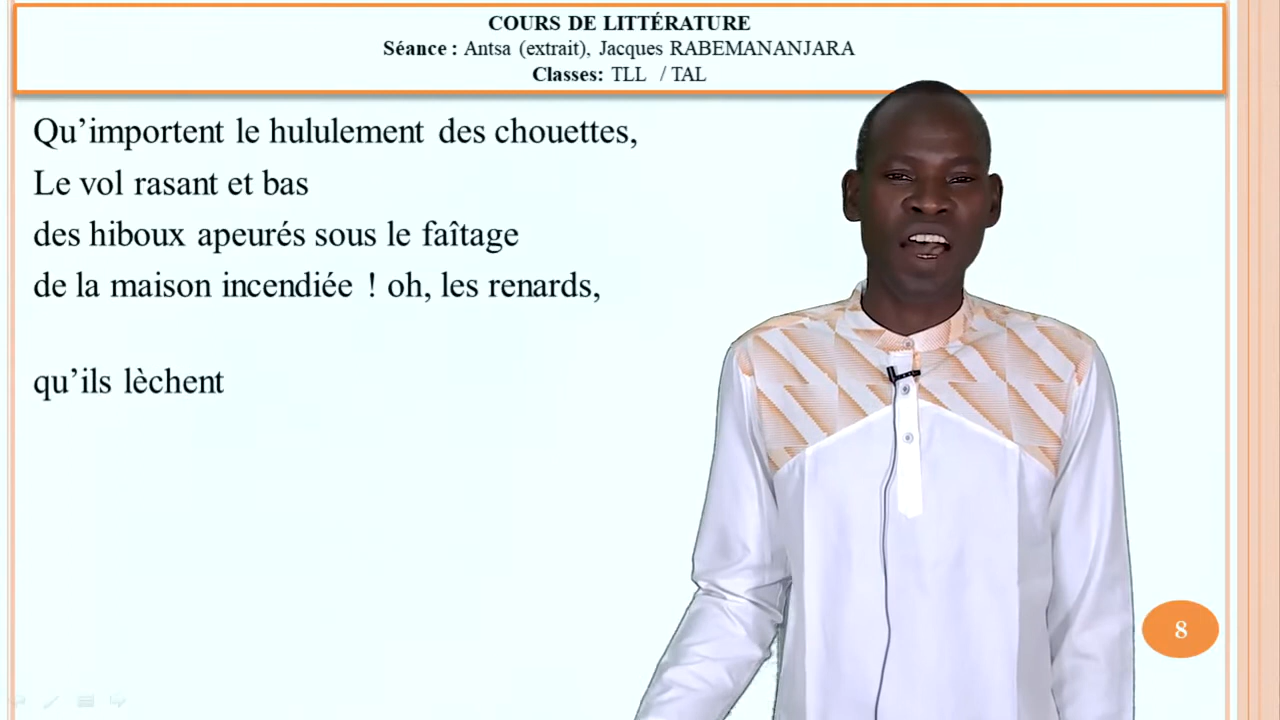 COURS DE LITTÉRATURE
Séance : Antsa (extrait), Jacques RABEMANANJARA
Classes: TLL / TAL
Qu’importent le hululement des chouettes,
Le vol rasant et bas
des hiboux apeurés sous le faîtage
de la maison incendiée ! oh, les renards,
qu’ils lèchent
8